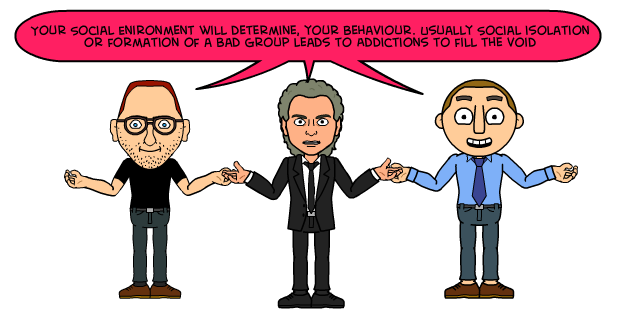 YOUR SOCIAL ENIRONMENT WILL DETERMINE, YOUR BEHAVIOUR. USUALLY SOCIAL ISOLATION
OR FORMATION OF A BAD GROUP LEADS TO ADDICTIONS TO FILL THE VOID